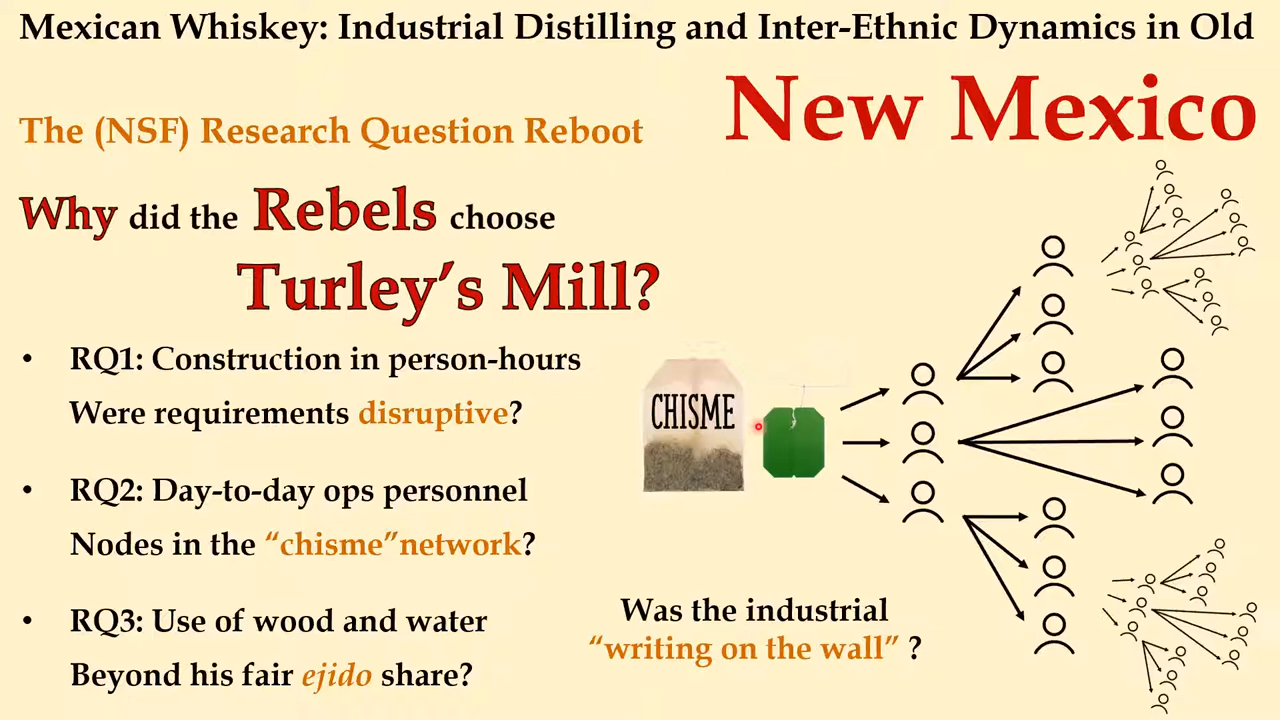 Mexican Whiskey: Industrial Distilling and Inter-Ethnic Dynamics in Old
New Mexico
The (NSF) Research Question Reboot
Why did the Rebels choose
Turley’s Mill?
• RQ1: Construction in person-hours
Were requirements disruptive?
• RQ2: Day-to-day ops personnel
Nodes in the “chisme”network?
• RQ3: Use of wood and water
Beyond his fair ejido share?
CHISME
Was the industrial
“writing on the wall” ?